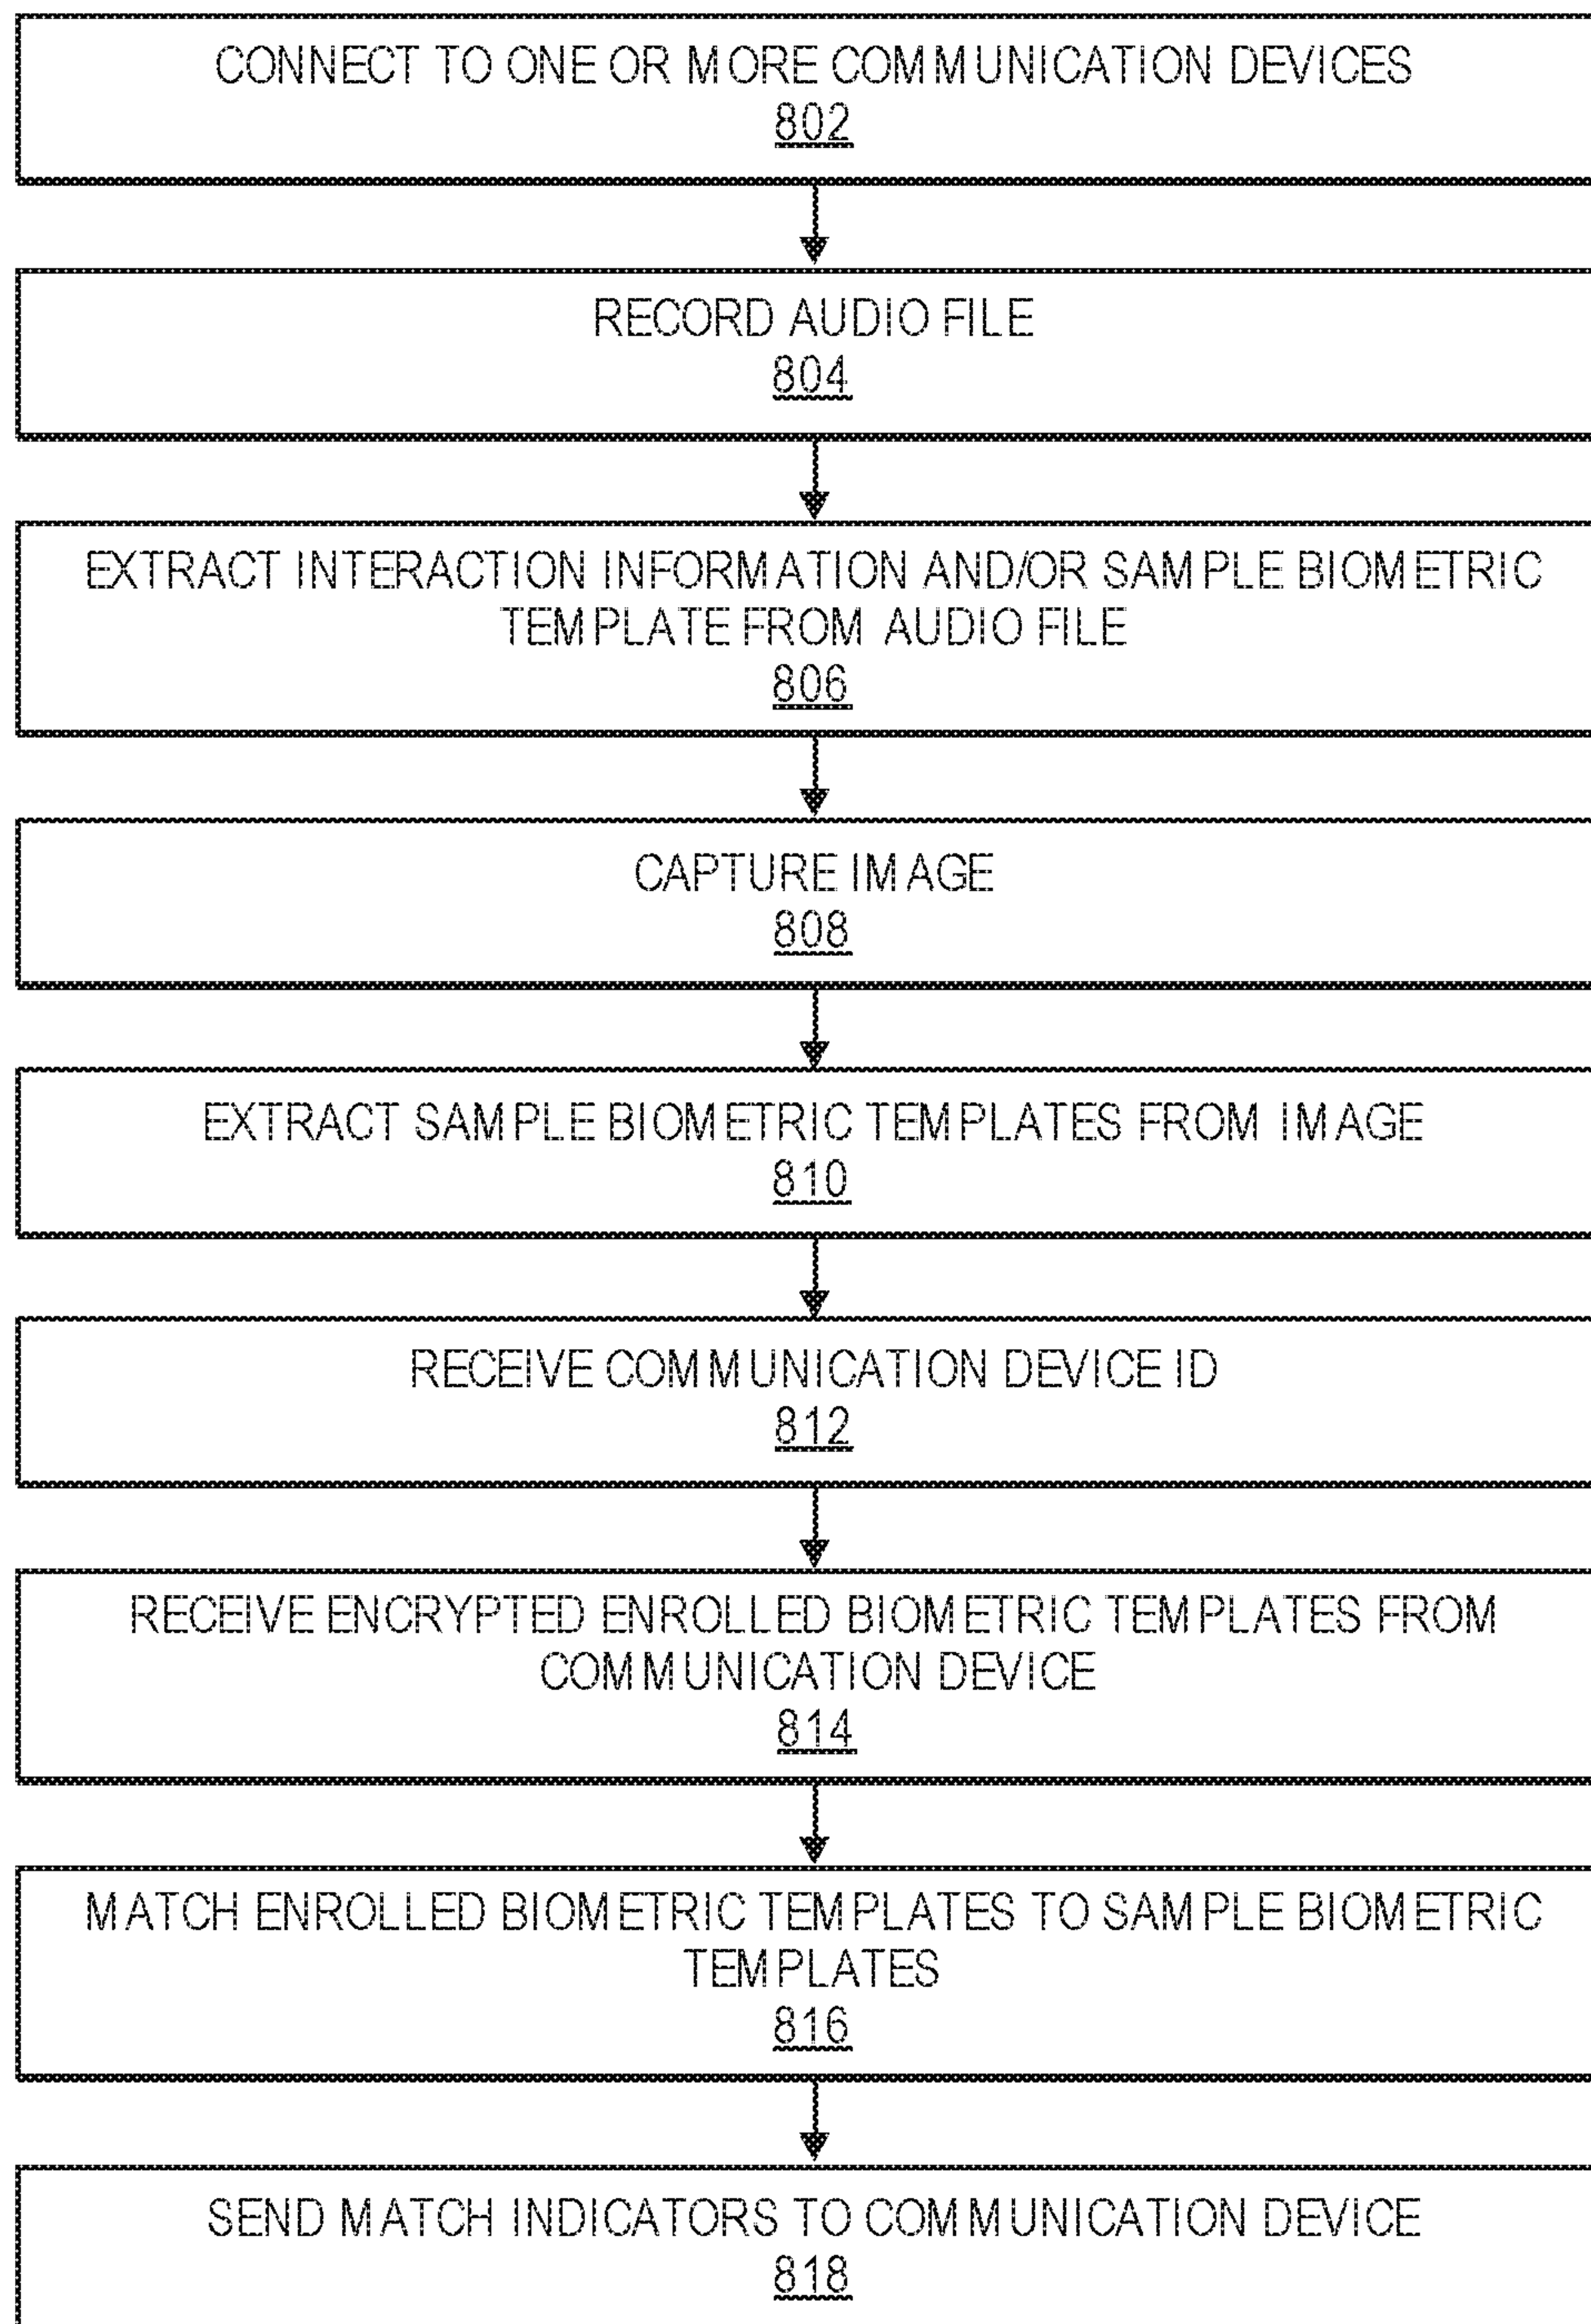 CONNECT TO ONE OR MORE COMMUNICATION DEVICES
802
RECORD AUDIO FILE
804
EXTRACT INTERACTION INFORMATION AND/OR SAMPLE BIOMETRIC
TEMPLATE FROM AUDIO FILE
806
CAPTURE IMAGE
808
EXTRACT SAMPLE BIOMETRIC TEMPLATES FROM IMAGE
810
RECEIVE COMMUNICATION DEVICE ID
812
RECEIVE ENCRYPTED ENROLLED BIOMETRIC TEMPLATES FROM
COMMUNICATION DEVICE
814
MATCH ENROLLED BIOMETRIC TEMPLATES TO SAMPLE BIOMETRIC
TEMPLATES
816
SEND MATCH INDICATORS TO COMMUNICATION DEVICE
818